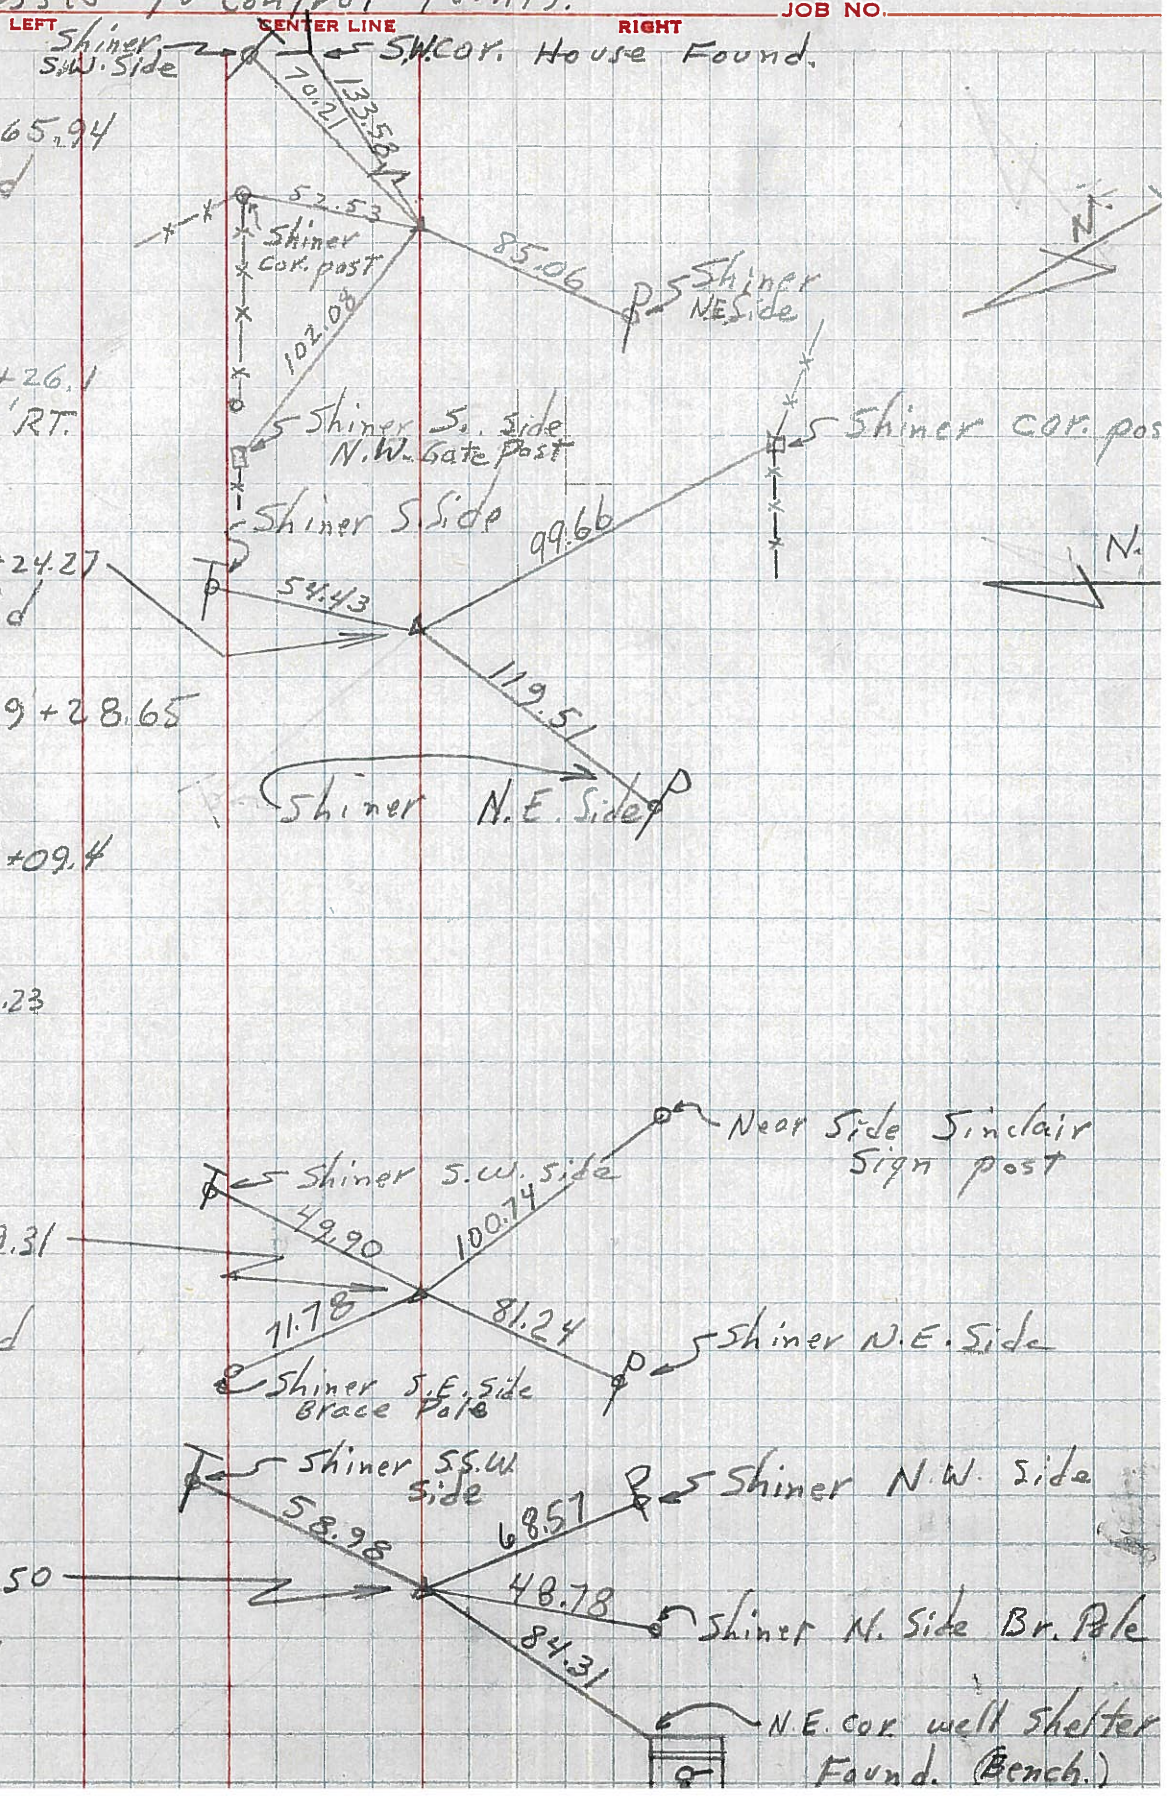 Control Points.
JOB NO.
LEFT
CENTER LINE
RIGHT
Shiner
S.W. Side
S.W. Cor. House Found.
70.21
133.58
65.94
d
52.53
Shiner
Cor. post
85.06
Shiner
N.E. Side
N.
102.08
+26.1
' RT.
Shiner S. Side
N.W. Gate Post
Shiner cor. pos
Shiner S. Side
99.66
N.
24.27
d
54.43
119.51
9+28.65
Shiner N.E. Side
+09.4
.23
Near Side Sinclair
Sign post
Shiner S.W. side
49.90
100.74
.31
71.78
81.24
d
Shiner N.E. Side
Shiner S.E. Side
Brace Pole
Shiner S.S.W.
Side
Shiner N.W. side
58.98
68.57
50
48.78
Shiner N. Side Br. Pole
84.31
N.E. cor. well Shelter
Found. (Bench.)